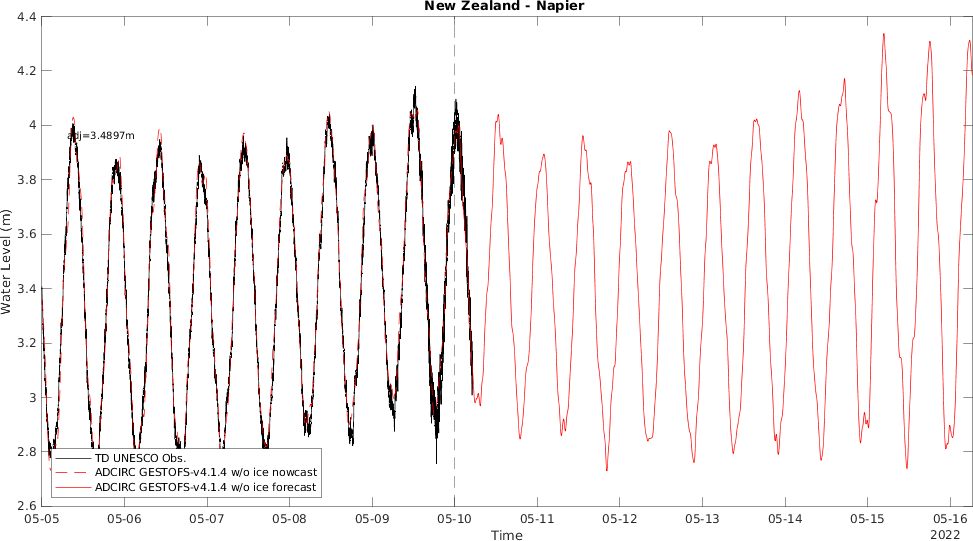 New Zealand - Napier
4.4
4.2
4
3.8
3.6
3.4
3.2
3
2.8
2.6
Water Level (m)
adj=3.4897m
TD UNESCO Obs.
ADCIRC GESTOFS-v4.1.4 w/o ice nowcast
ADCIRC GESTOFS-v4.1.4 w/o ice forecast
05-05 05-06 05-07 05-08 05-09 05-10 05-11 05-12 05-13 05-14 05-15 05-16
Time
2022